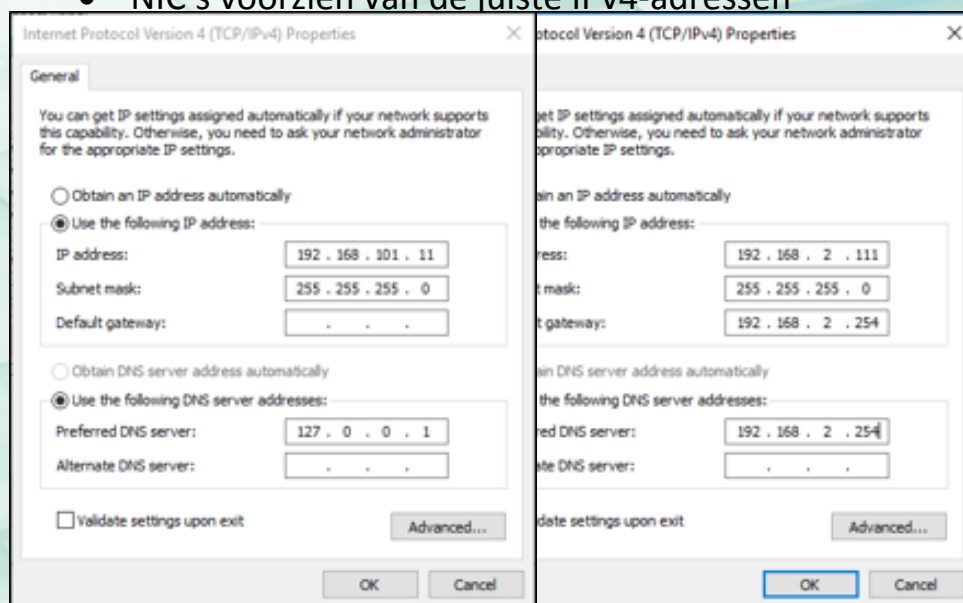 • NIC's voorzien van de juiste IPv4-adressen
Internet Protocol Version 4 (TCP/IPv4) Properties
General
You can get IP settings assigned automatically if your network supports
this capability. Otherwise, you need to ask your network administrator
for the appropriate IP settings.
Obtain an IP address automatically
Use the following IP address:
IP address: 192 . 168 . 101 . 11
Subnet mask: 255 . 255 . 255 . 0
Default gateway: . . .
Obtain DNS server address automatically
Use the following DNS server addresses:
Preferred DNS server: 127 . 0 . 0 . 1
Alternate DNS server: . . .
Validate settings upon exit
Advanced...
OK Cancel
otocol Version 4 (TCP/IPv4) Properties
get IP settings assigned automatically if your network supports
bility. Otherwise, you need to ask your network administrator
ppropriate IP settings.
ain an IP address automatically
the following IP address:
ress: 192 . 168 . 2 . 111
t mask: 255 . 255 . 255 . 0
t gateway: 192 . 168 . 2 . 254
ain DNS server address automatically
the following DNS server addresses:
red DNS server: 192 . 168 . 2 . 254
ate DNS server: . . .
date settings upon exit
Advanced...
OK Cancel